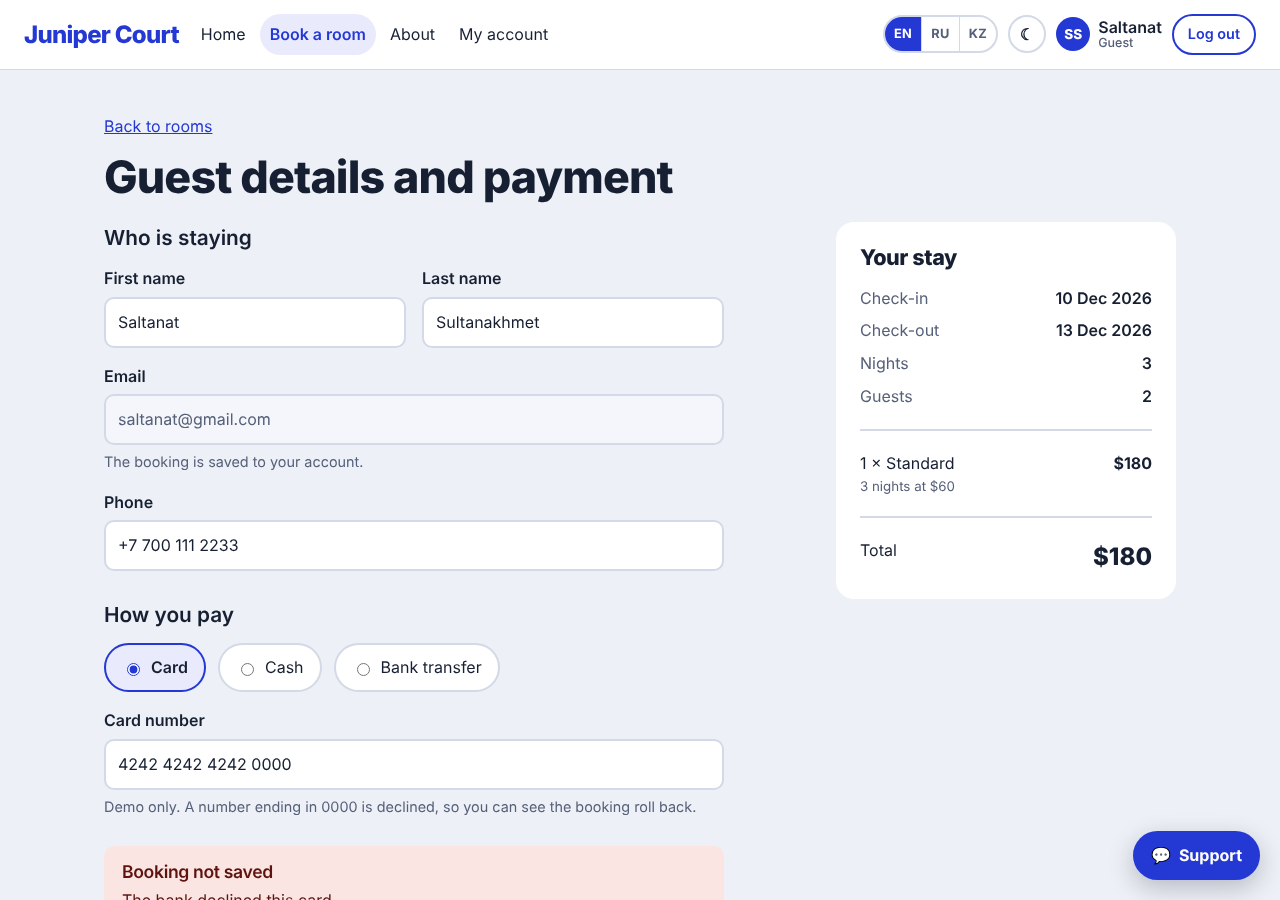 Juniper Court
Home
Book a room
About
My account
EN
RU
KZ
☾
SS
Saltanat
Guest
Log out
Back to rooms
Guest details and payment
Who is staying
First name
Last name
Saltanat
Sultanakhmet
Email
saltanat@gmail.com
The booking is saved to your account.
Phone
+7 700 111 2233
How you pay
Card
Cash
Bank transfer
Card number
4242 4242 4242 0000
Demo only. A number ending in 0000 is declined, so you can see the booking roll back.
Booking not saved
The bank declined this card
Your stay
Check-in 10 Dec 2026
Check-out 13 Dec 2026
Nights 3
Guests 2
1 × Standard $180
3 nights at $60
Total $180
💬 Support